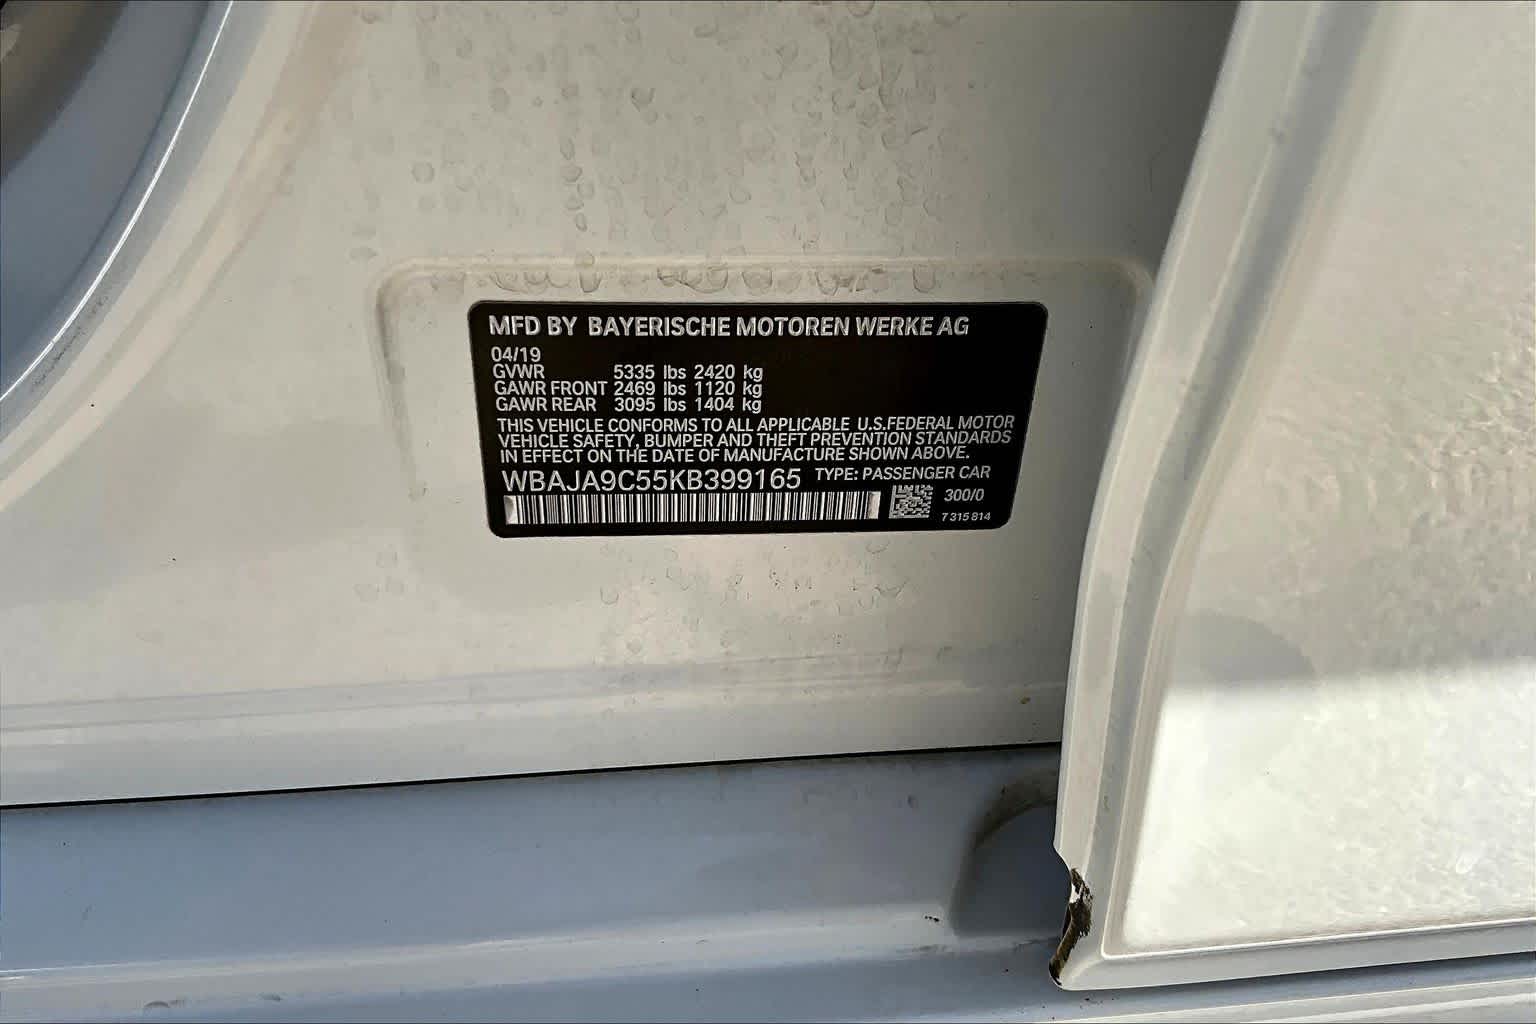 MFD BY BAYERISCHE MOTOREN WERKE AG
04/19
GVWR 5335 lbs 2420 kg
GAWR FRONT 2469 lbs 1120 kg
GAWR REAR 3095 lbs 1404 kg
THIS VEHICLE CONFORMS TO ALL APPLICABLE U.S.FEDERAL MOTOR
VEHICLE SAFETY, BUMPER AND THEFT PREVENTION STANDARDS
IN EFFECT ON THE DATE OF MANUFACTURE SHOWN ABOVE.
WBAJA9C55KB399165 TYPE: PASSENGER CAR
300/0
7 315 814